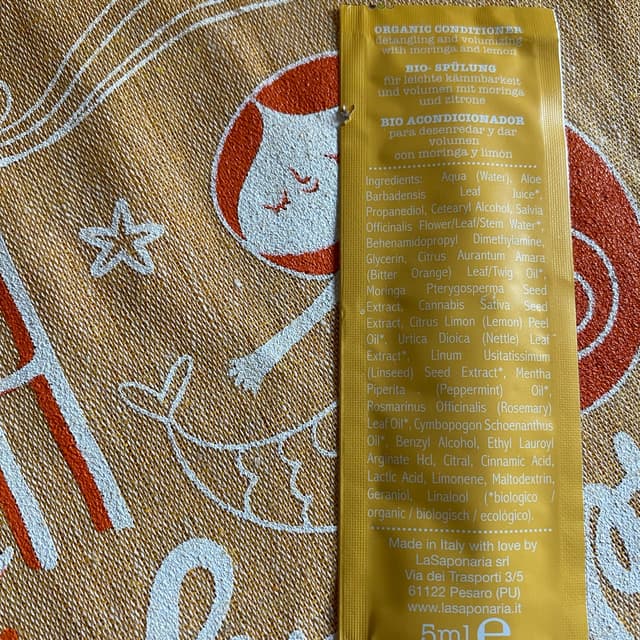 ORGANIC CONDITIONER
detangling and volumizing
with moringa and lemon
BIO- SPÜLUNG
für leichte kämmbarkeit
und volumen mit moringa
und zitrone
BIO ACONDICIONADOR
para desenredar y dar
volumen
con moringa y limón
Ingredients: Aqua (Water), Aloe
Barbadensis Leaf Juice*,
Propanediol, Cetearyl Alcohol, Salvia
Officinalis Flower/Leaf/Stem Water*,
Behenamidopropyl Dimethylamine,
Glycerin, Citrus Aurantum Amara
(Bitter Orange) Leaf/Twig Oil*,
Moringa Pterygosperma Seed
Extract, Cannabis Sativa Seed
Extract, Citrus Limon (Lemon) Peel
Oil*, Urtica Dioica (Nettle) Leaf
Extract*, Linum Usitatissimum
(Linseed) Seed Extract*, Mentha
Piperita (Peppermint) Oil*,
Rosmarinus Officinalis (Rosemary)
Leaf Oil*, Cymbopogon Schoenanthus
Oil*, Benzyl Alcohol, Ethyl Lauroyl
Arginate Hcl, Citral, Cinnamic Acid,
Lactic Acid, Limonene, Maltodextrin,
Geraniol, Linalool (*biologico /
organic / biologisch / ecológico).
Made in Italy with love by
LaSaponaria srl
Via dei Trasporti 3/5
61122 Pesaro (PU)
www.lasaponaria.it
5ml e